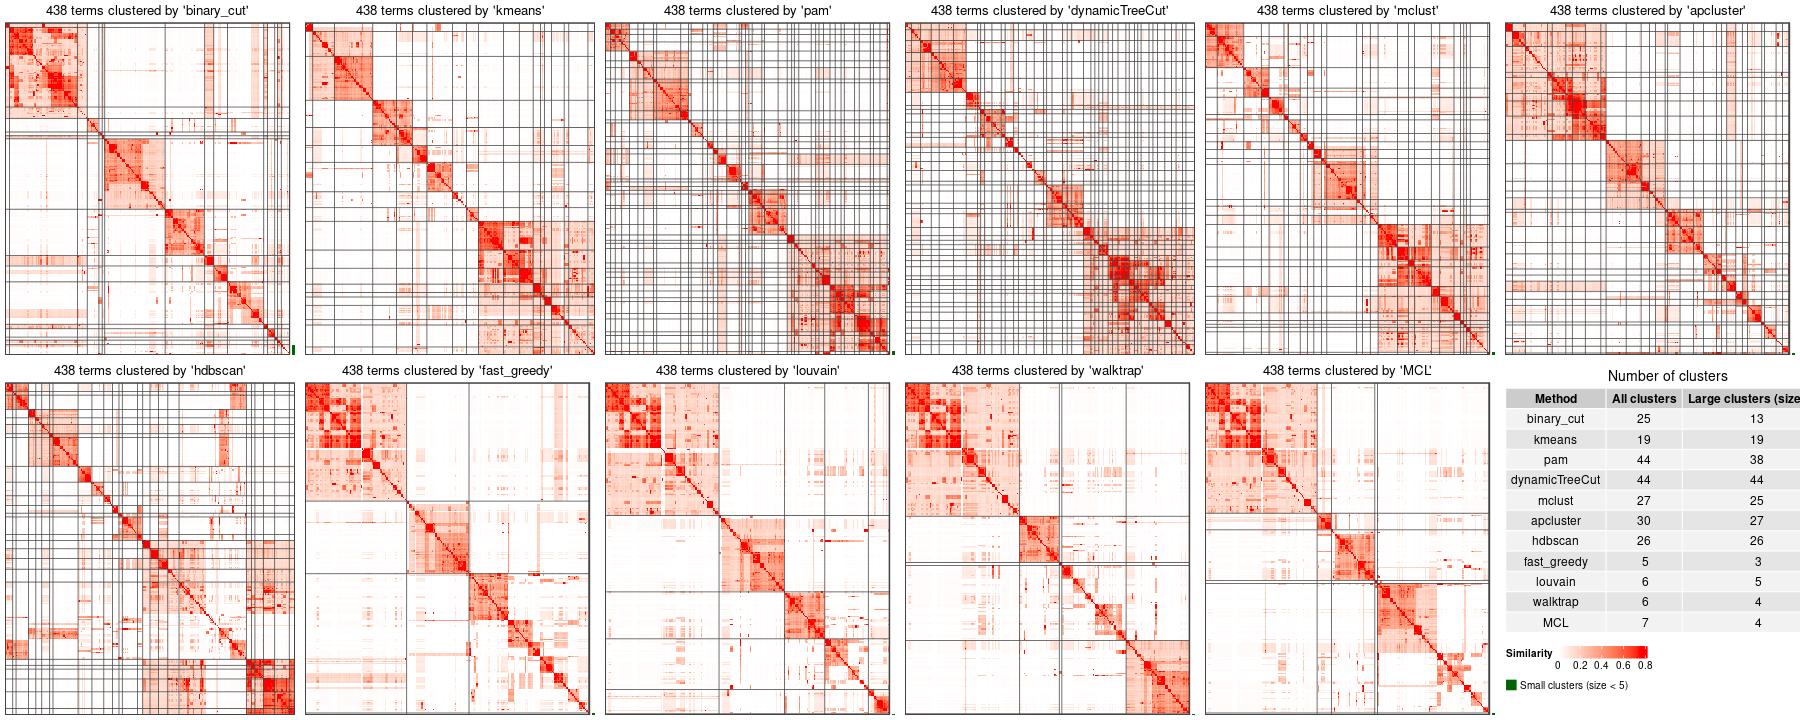 438 terms clustered by 'binary_cut'
438 terms clustered by 'kmeans'
438 terms clustered by 'pam'
438 terms clustered by 'dynamicTreeCut'
438 terms clustered by 'mclust'
438 terms clustered by 'apcluster'
438 terms clustered by 'hdbscan'
438 terms clustered by 'fast_greedy'
438 terms clustered by 'louvain'
438 terms clustered by 'walktrap'
438 terms clustered by 'MCL'
Number of clusters
Method All clusters Large clusters (size
binary_cut 25 13
kmeans 19 19
pam 44 38
dynamicTreeCut 44 44
mclust 27 25
apcluster 30 27
hdbscan 26 26
fast_greedy 5 3
louvain 6 5
walktrap 6 4
MCL 7 4
Similarity
0 0.2 0.4 0.6 0.8
Small clusters (size < 5)